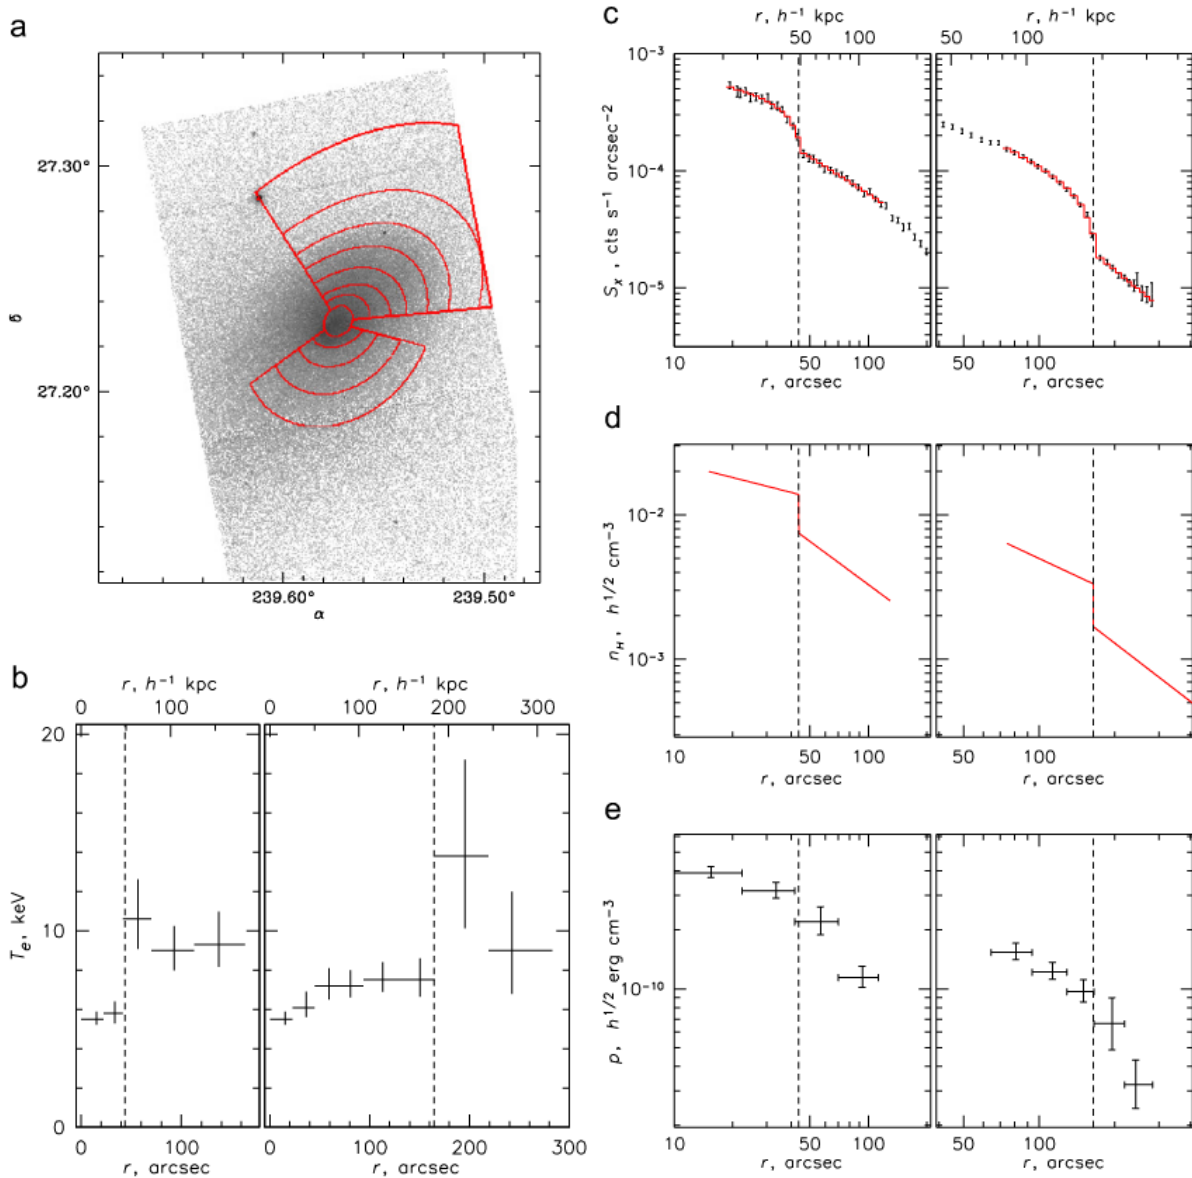 a
27.30°
27.20°
δ
239.60°
239.50°
α
b
r, h⁻¹ kpc
r, h⁻¹ kpc
0
100
0
100
200
300
20
10
0
Tₑ, keV
0
100
0
100
200
300
r, arcsec
r, arcsec
c
r, h⁻¹ kpc
r, h⁻¹ kpc
50
100
50
100
10⁻³
10⁻⁴
10⁻⁵
Sₓ, cts s⁻¹ arcsec⁻²
10
50
100
50
100
r, arcsec
r, arcsec
d
10⁻²
10⁻³
n_H, h^1/2 cm⁻³
10
50
100
50
100
r, arcsec
r, arcsec
e
10⁻¹⁰
p, h^1/2 erg cm⁻³
10
50
100
50
100
r, arcsec
r, arcsec